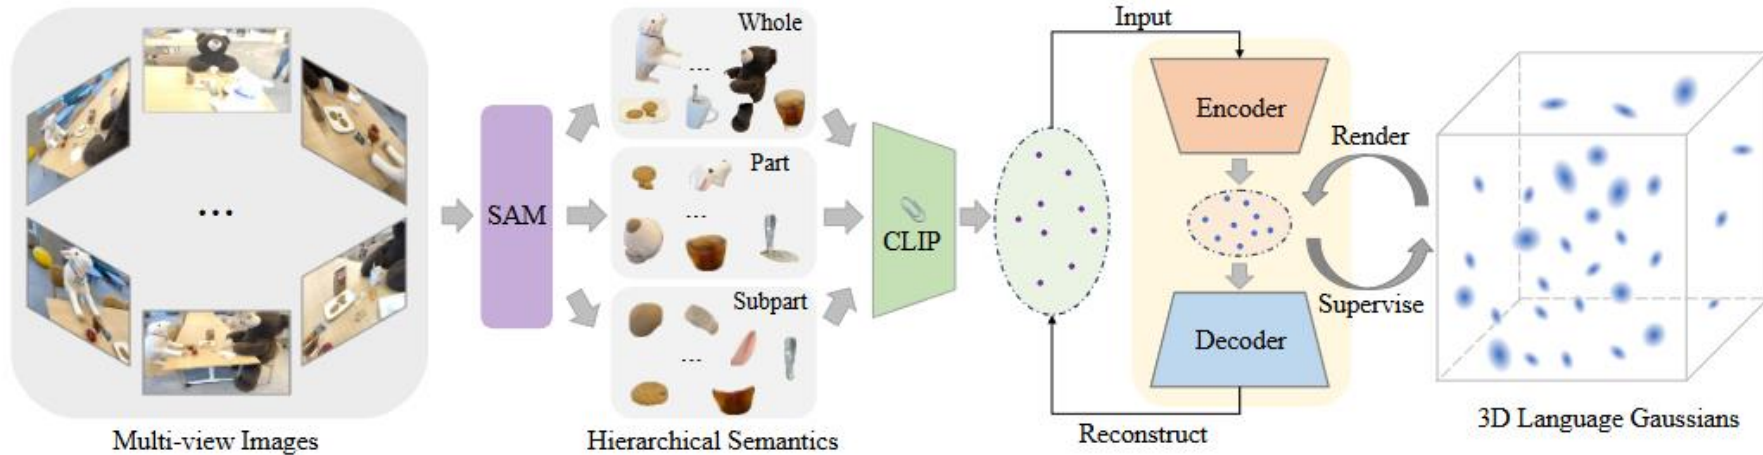 Multi-view Images
SAM
Whole
...
Part
...
Subpart
...
Hierarchical Semantics
CLIP
Input
Encoder
Decoder
Reconstruct
Render
Supervise
3D Language Gaussians